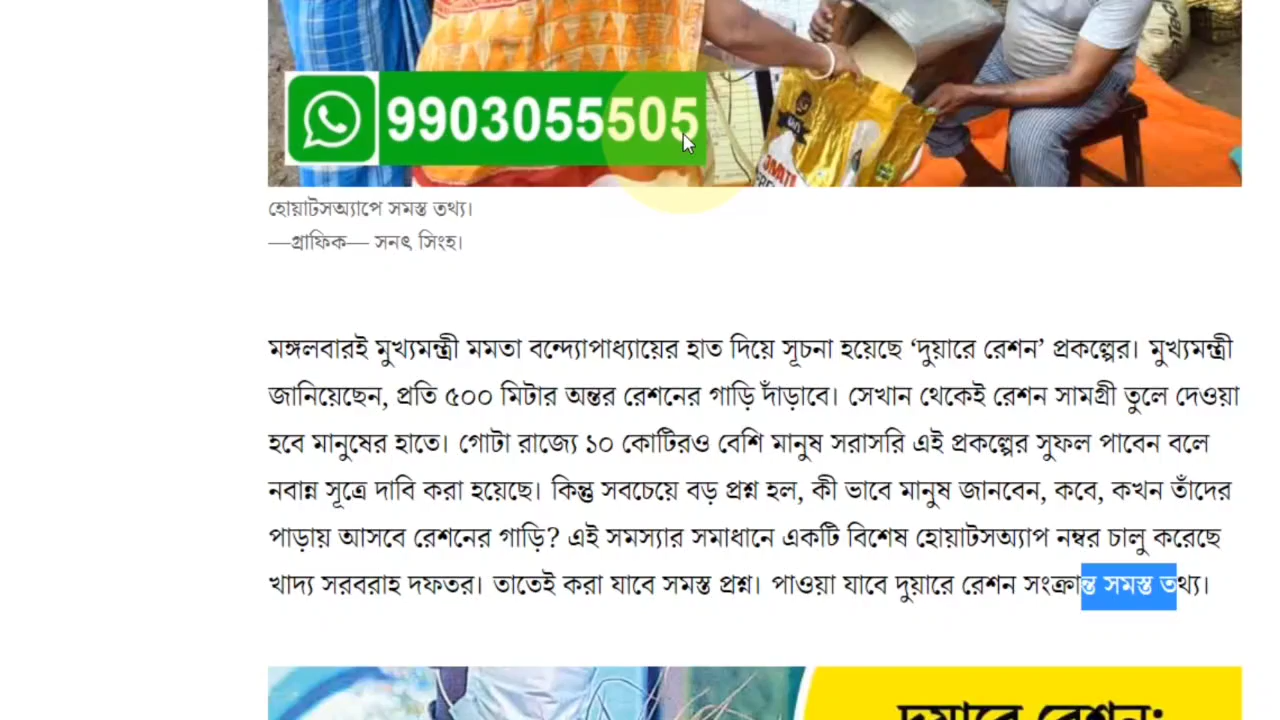 9903055505
হোয়াটসঅ্যাপে সমস্ত তথ্য।
—গ্রাফিক— সনৎ সিংহ।
মঙ্গলবারই মুখ্যমন্ত্রী মমতা বন্দ্যোপাধ্যায়ের হাত দিয়ে সূচনা হয়েছে ‘দুয়ারে রেশন’ প্রকল্পের। মুখ্যমন্ত্রী
জানিয়েছেন, প্রতি ৫০০ মিটার অন্তর রেশনের গাড়ি দাঁড়াবে। সেখান থেকেই রেশন সামগ্রী তুলে দেওয়া
হবে মানুষের হাতে। গোটা রাজ্যে ১০ কোটিরও বেশি মানুষ সরাসরি এই প্রকল্পের সুফল পাবেন বলে
নবান্ন সূত্রে দাবি করা হয়েছে। কিন্তু সবচেয়ে বড় প্রশ্ন হল, কী ভাবে মানুষ জানবেন, কবে, কখন তাঁদের
পাড়ায় আসবে রেশনের গাড়ি? এই সমস্যার সমাধানে একটি বিশেষ হোয়াটসঅ্যাপ নম্বর চালু করেছে
খাদ্য সরবরাহ দফতর। তাতেই করা যাবে সমস্ত প্রশ্ন। পাওয়া যাবে দুয়ারে রেশন সংক্রান্ত সমস্ত তথ্য।
দুয়ারে রেশন: